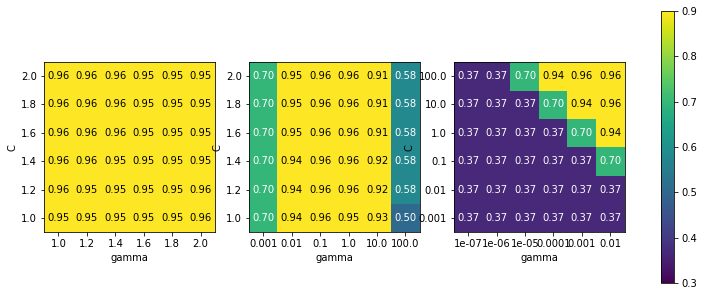 2.0 0.96 0.96 0.96 0.95 0.95 0.95
1.8 0.96 0.96 0.95 0.95 0.95 0.95
1.6 0.96 0.95 0.95 0.95 0.95 0.95
C
1.4 0.96 0.95 0.95 0.95 0.95 0.95
1.2 0.96 0.96 0.95 0.95 0.95 0.96
1.0 0.95 0.95 0.95 0.95 0.95 0.96
1.0 1.2 1.4 1.6 1.8 2.0
gamma
2.0 0.70 0.95 0.96 0.96 0.91 0.58
1.8 0.70 0.95 0.96 0.96 0.91 0.58
1.6 0.70 0.95 0.96 0.95 0.91 0.58
C
1.4 0.70 0.94 0.96 0.95 0.92 0.58
1.2 0.70 0.94 0.96 0.96 0.92 0.58
1.0 0.70 0.94 0.96 0.95 0.93 0.50
0.001 0.01 0.1 1.0 10.0 100.0
gamma
100.0 0.37 0.37 0.70 0.94 0.96 0.96
10.0 0.37 0.37 0.37 0.70 0.94 0.96
1.0 0.37 0.37 0.37 0.37 0.70 0.94
C
0.1 0.37 0.37 0.37 0.37 0.37 0.70
0.01 0.37 0.37 0.37 0.37 0.37 0.37
0.001 0.37 0.37 0.37 0.37 0.37 0.37
1e-07 1e-06 1e-05 0.0001 0.001 0.01
gamma
0.9
0.8
0.7
0.6
0.5
0.4
0.3